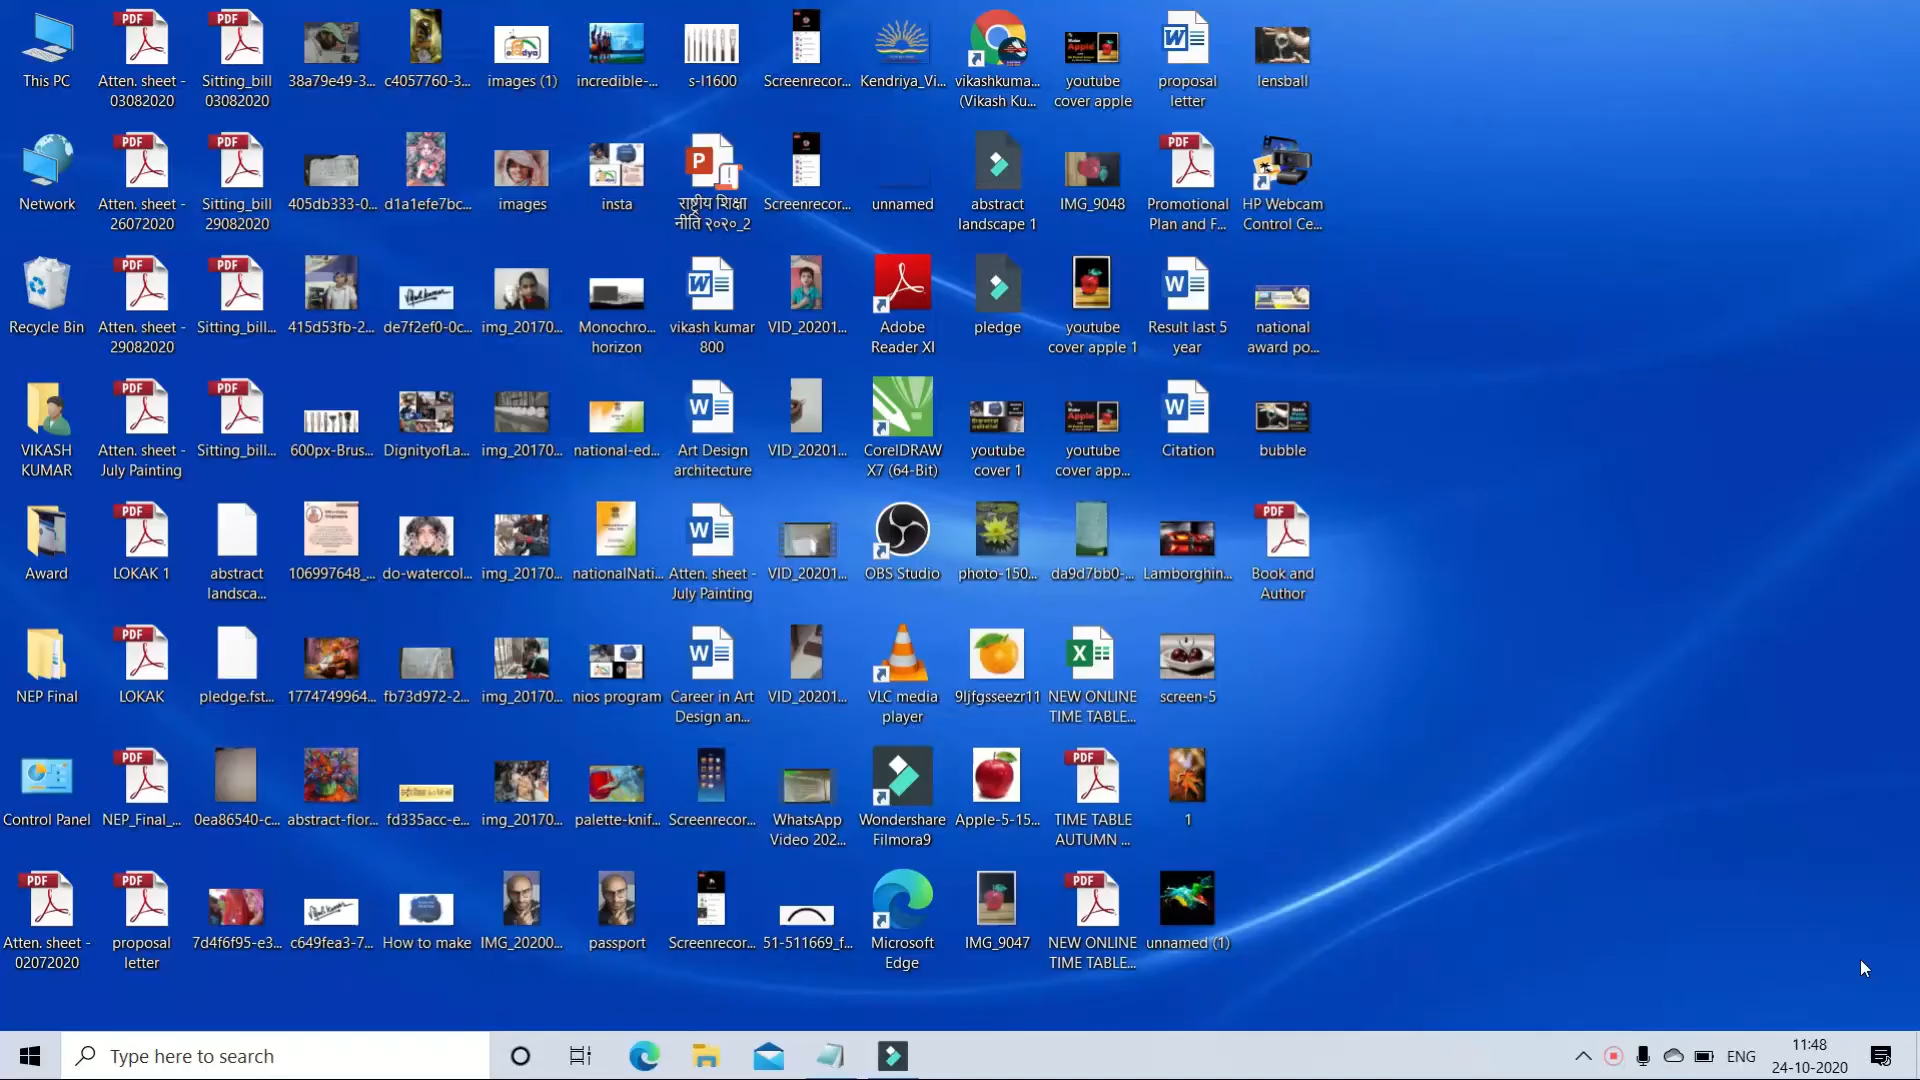 This PC
Atten. sheet -
03082020
Sitting_bill
03082020
38a79e49-3...
c4057760-3...
images (1)
incredible-...
s-l1600
Screenrecor...
Kendriya_Vi...
vikashkuma...
(Vikash Ku...
youtube
cover apple
proposal
letter
lensball
Network
Atten. sheet -
26072020
Sitting_bill
29082020
405db333-0...
d1a1efe7bc...
images
insta
राष्ट्रीय शिक्षा
नीति २०२०_2
Screenrecor...
unnamed
abstract
landscape 1
IMG_9048
Promotional
Plan and F...
HP Webcam
Control Ce...
Recycle Bin
Atten. sheet -
29082020
Sitting_bill...
415d53fb-2...
de7f2ef0-0c...
img_20170...
Monochro...
horizon
vikash kumar
800
VID_20201...
Adobe
Reader XI
pledge
youtube
cover apple 1
Result last 5
year
national
award po...
VIKASH
KUMAR
Atten. sheet -
July Painting
Sitting_bill...
600px-Brus...
DignityofLa...
img_20170...
national-ed...
Art Design
architecture
VID_20201...
CorelDRAW
X7 (64-Bit)
youtube
cover 1
youtube
cover app...
Citation
bubble
Award
LOKAK 1
abstract
landsca...
106997648_...
do-watercol...
img_20170...
nationalNati...
Atten. sheet -
July Painting
VID_20201...
OBS Studio
photo-150...
da9d7bb0-...
Lamborghin...
Book and
Author
NEP Final
LOKAK
pledge.fst...
1774749964...
fb73d972-2...
img_20170...
nios program
Career in Art
Design an...
VID_20201...
VLC media
player
9ljfgsseezr11
NEW ONLINE
TIME TABLE...
screen-5
Control Panel
NEP_Final_...
0ea86540-c...
abstract-flor...
fd335acc-e...
img_20170...
palette-knif...
Screenrecor...
WhatsApp
Video 202...
Wondershare
Filmora9
Apple-5-15...
TIME TABLE
AUTUMN ...
1
Atten. sheet -
02072020
proposal
letter
7d4f6f95-e3...
c649fea3-7...
How to make
IMG_20200...
passport
Screenrecor...
51-511669_f...
Microsoft
Edge
IMG_9047
NEW ONLINE
TIME TABLE...
unnamed (1)
Type here to search
ENG
11:48
24-10-2020